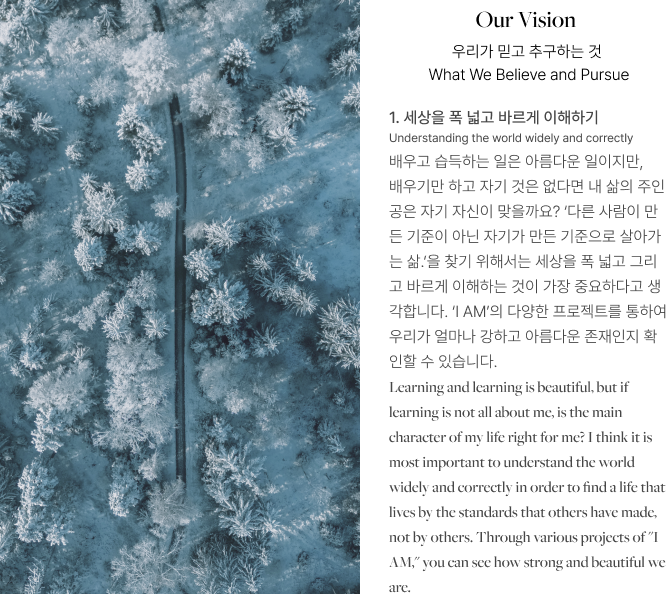 Our Vision
우리가 믿고 추구하는 것
What We Believe and Pursue
1. 세상을 폭 넓고 바르게 이해하기
Understanding the world widely and correctly
배우고 습득하는 일은 아름다운 일이지만,
배우기만 하고 자기 것은 없다면 내 삶의 주인
공은 자기 자신이 맞을까요? '다른 사람이 만
든 기준이 아닌 자기가 만든 기준으로 살아가
는 삶.'을 찾기 위해서는 세상을 폭 넓고 그리
고 바르게 이해하는 것이 가장 중요하다고 생
각합니다. 'I AM'의 다양한 프로젝트를 통하여
우리가 얼마나 강하고 아름다운 존재인지 확
인할 수 있습니다.
Learning and learning is beautiful, but if
learning is not all about me, is the main
character of my life right for me? I think it is
most important to understand the world
widely and correctly in order to find a life that
lives by the standards that others have made,
not by others. Through various projects of "I
AM," you can see how strong and beautiful we
are.